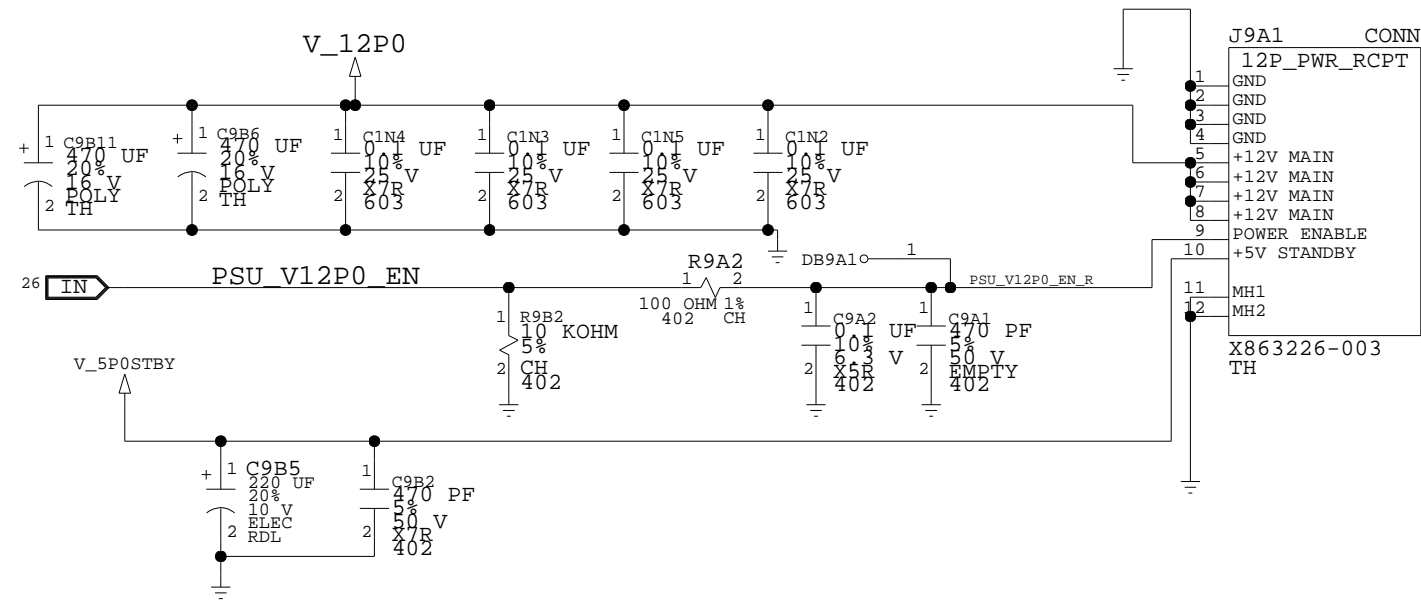 J9A1 CONN
12P_PWR_RCPT
1 GND
2 GND
3 GND
4 GND
5 +12V MAIN
6 +12V MAIN
7 +12V MAIN
8 +12V MAIN
9 POWER ENABLE
10 +5V STANDBY
11 MH1
12 MH2
X863226-003
TH
V_12P0
+ 1 C9B11
470 UF
20%
16 V
POLY
2 TH
+ 1 C9B6
470 UF
20%
16 V
POLY
2 TH
1 C1N4
0.1 UF
10%
25 V
X7R
2 603
1 C1N3
0.1 UF
10%
25 V
X7R
2 603
1 C1N5
0.1 UF
10%
25 V
X7R
2 603
1 C1N2
0.1 UF
10%
25 V
X7R
2 603
26 IN PSU_V12P0_EN
R9A2
1 2
100 OHM 1%
402 CH
DB9A1 1
PSU_V12P0_EN_R
1 R9B2
10 KOHM
5%
2 CH
402
1 C9A2
0.1 UF
10%
6.3 V
2 X5R
402
1 C9A1
470 PF
5%
50 V
2 EMPTY
402
V_5P0STBY
+ 1 C9B5
220 UF
20%
10 V
2 ELEC
RDL
1 C9B2
470 PF
5%
50 V
2 X7R
402